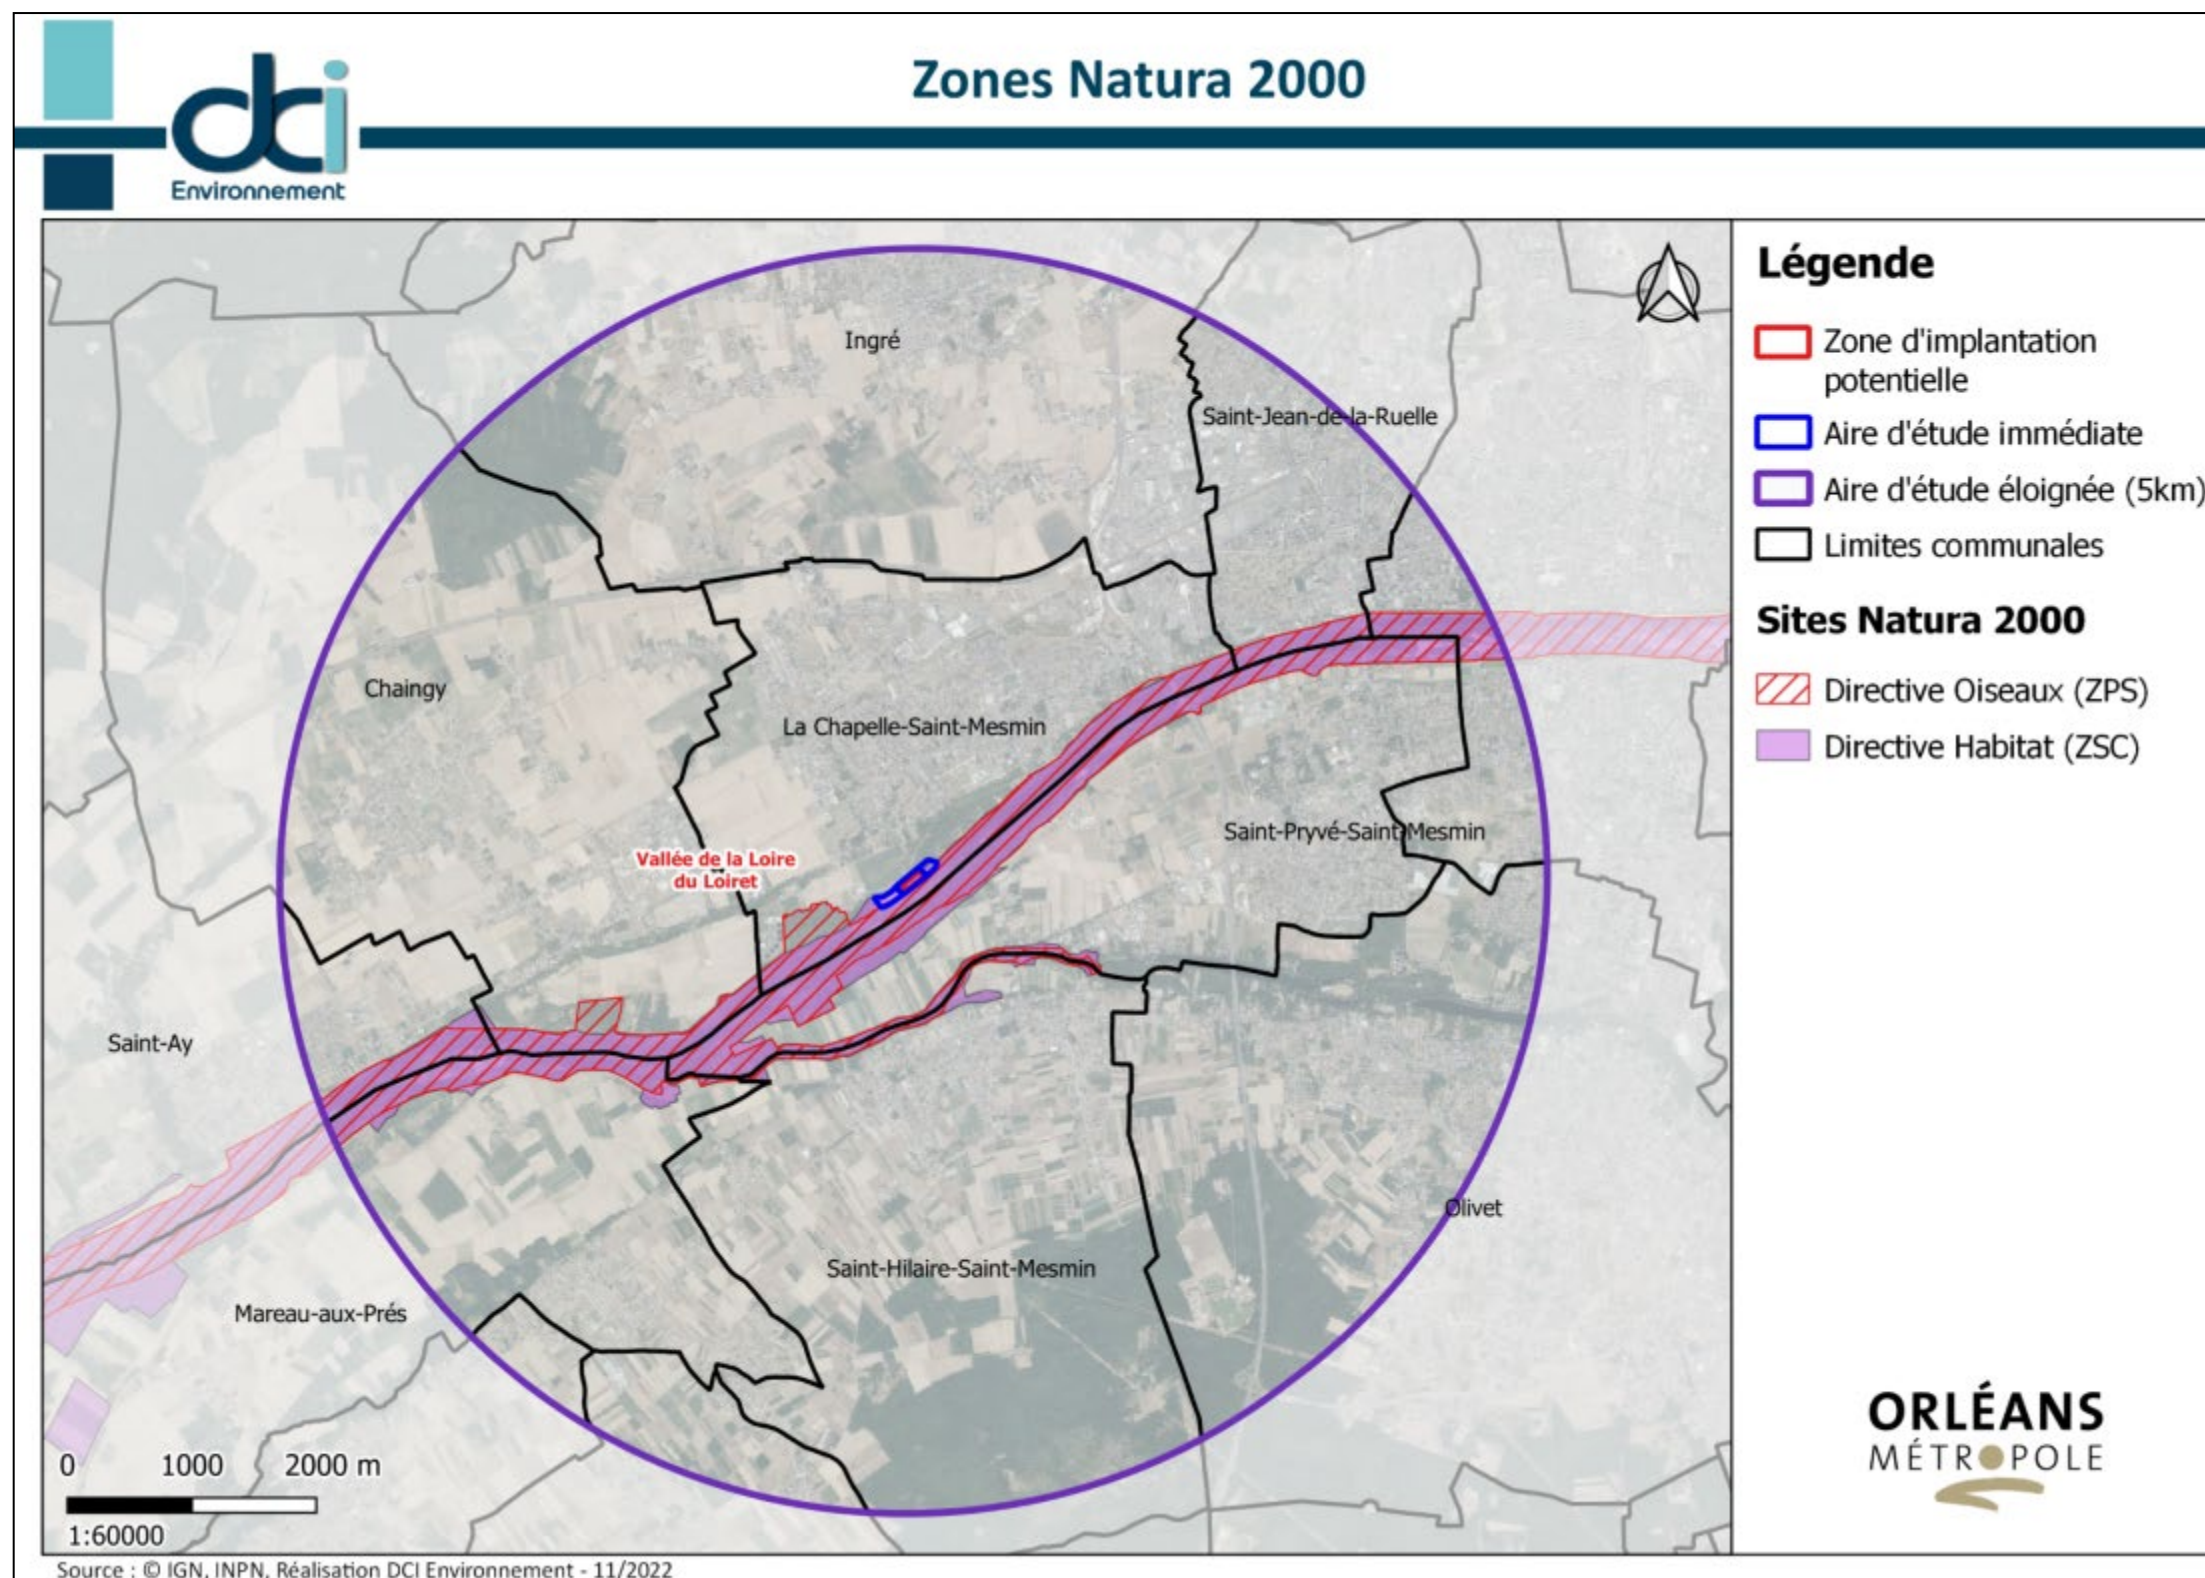 Zones Natura 2000
dci
Environnement
Ingré
Saint-Jean-de-la-Ruelle
Chaingy
La Chapelle-Saint-Mesmin
Saint-Pryvé-Saint-Mesmin
Vallée de la Loire
du Loiret
Saint-Ay
Olivet
Saint-Hilaire-Saint-Mesmin
Mareau-aux-Prés
0 1000 2000 m
1:60000
Légende
Zone d'implantation
potentielle
Aire d'étude immédiate
Aire d'étude éloignée (5km)
Limites communales
Sites Natura 2000
Directive Oiseaux (ZPS)
Directive Habitat (ZSC)
ORLÉANS
MÉTROPOLE
Source : © IGN, INPN, Réalisation DCI Environnement - 11/2022